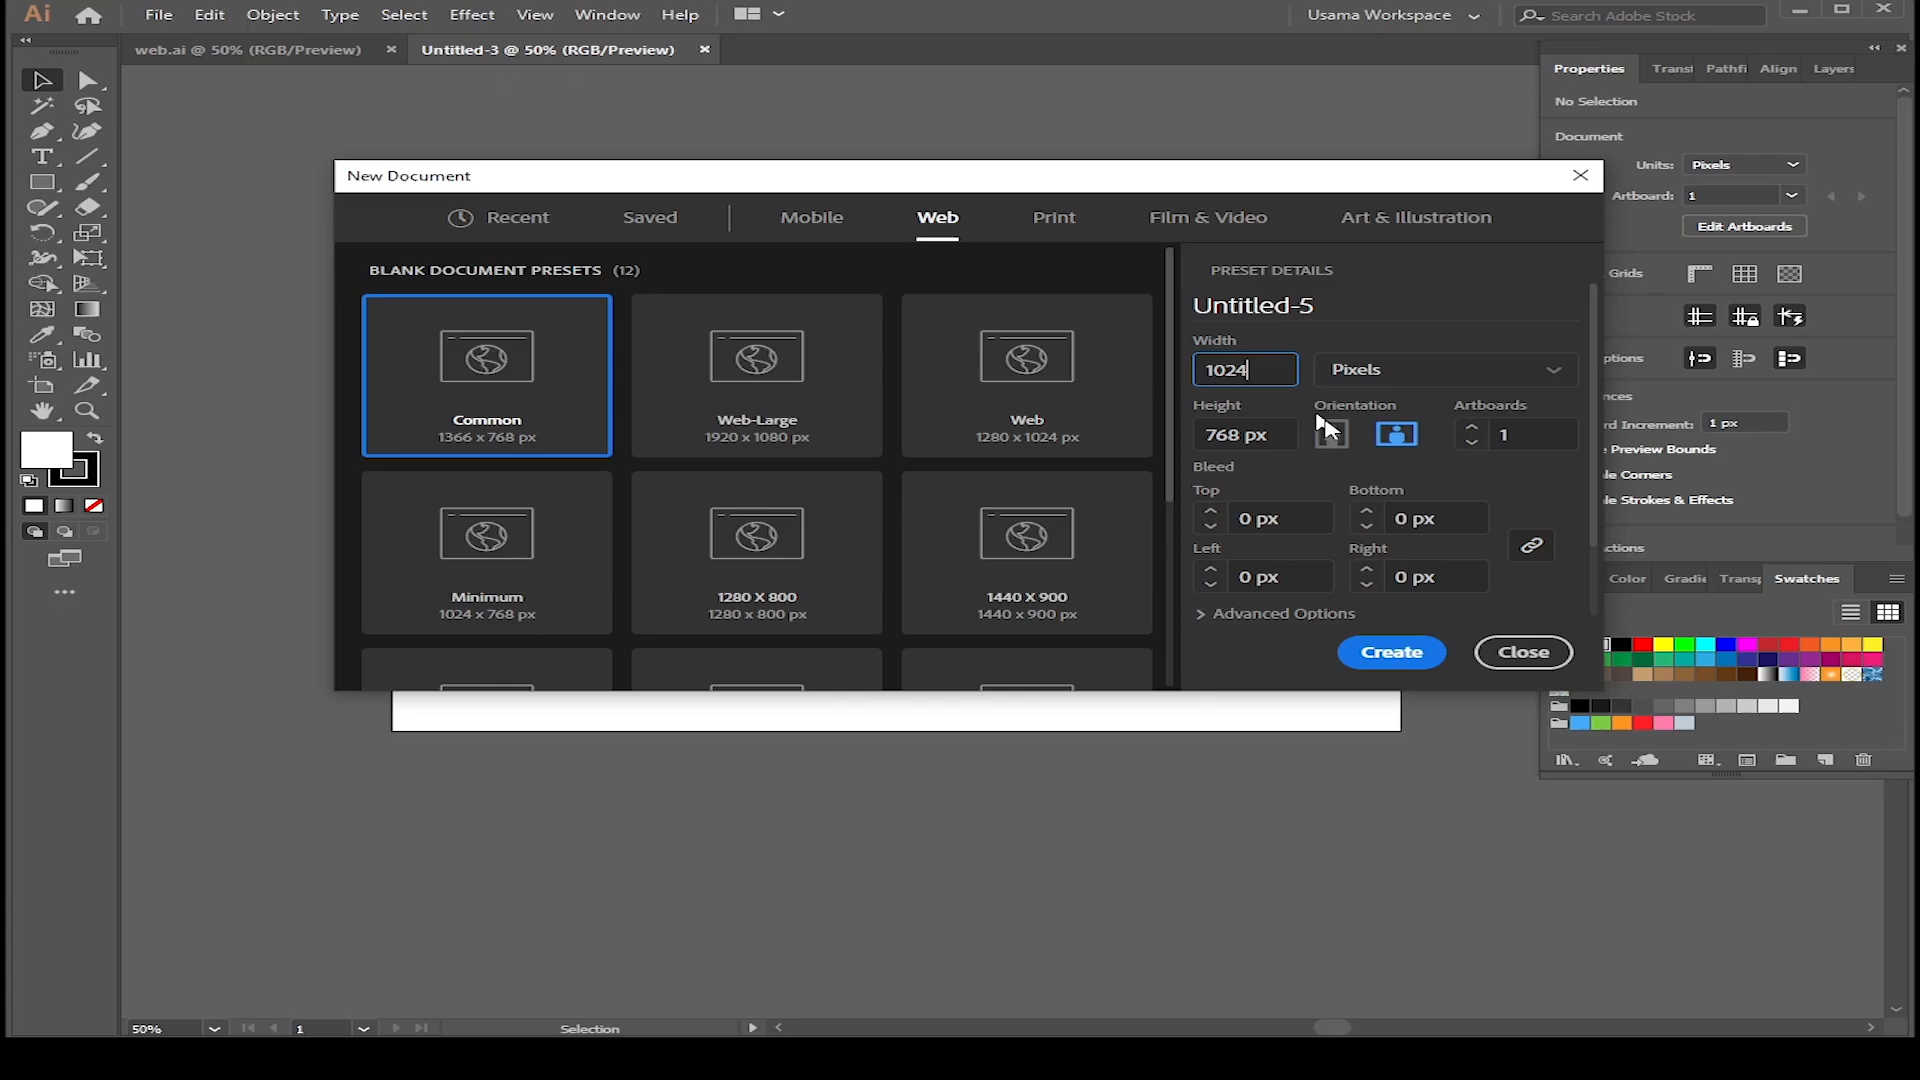 Ai File Edit Object Type Select Effect View Window Help Usama Workspace Search Adobe Stock
web.ai @ 50% (RGB/Preview) Untitled-3 @ 50% (RGB/Preview)
Properties Transf Pathfi Align Layers
No Selection
Document
Units: Pixels
Artboard: 1
Edit Artboards
Grids
ptions
nces
rd Increment: 1 px
e Preview Bounds
le Corners
le Strokes & Effects
ctions
Color Gradie Transp Swatches
New Document
Recent Saved Mobile Web Print Film & Video Art & Illustration
BLANK DOCUMENT PRESETS (12)
Common
1366 x 768 px
Web-Large
1920 x 1080 px
Web
1280 x 1024 px
Minimum
1024 x 768 px
1280 X 800
1280 x 800 px
1440 X 900
1440 x 900 px
PRESET DETAILS
Untitled-5
Width
1024 Pixels
Height Orientation Artboards
768 px 1
Bleed
Top Bottom
0 px 0 px
Left Right
0 px 0 px
Advanced Options
Create Close
50% 1 Selection